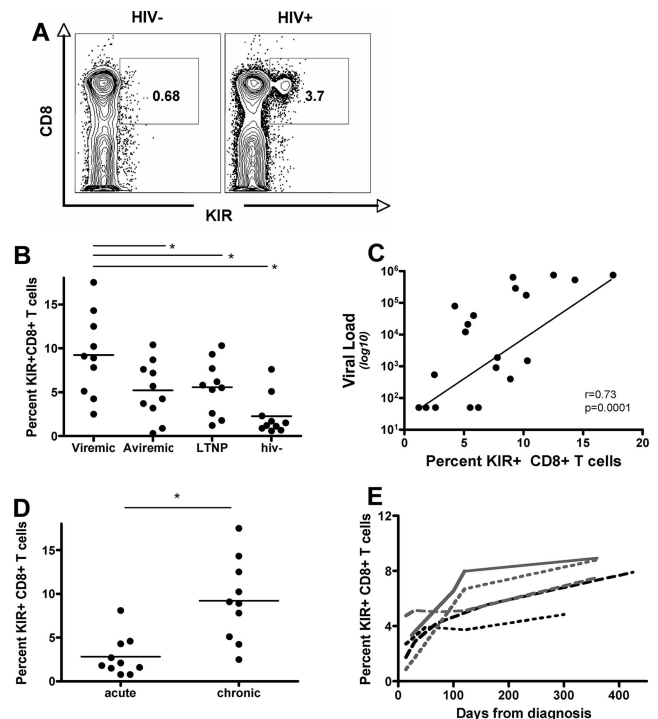 A
HIV-
HIV+
CD8
0.68
3.7
KIR
B
*
*
*
Percent KIR+CD8+ T cells
15
10
5
0
Viremic Aviremic LTNP hiv-
C
Viral Load
(log10)
10^6
10^5
10^4
10^3
10^2
10^1
r=0.73
p=0.0001
0 5 10 15 20
Percent KIR+ CD8+ T cells
D
*
Percent KIR+ CD8+ T cells
15
10
5
0
acute chronic
E
Percent KIR+ CD8+ T cells
12
8
4
0
0 100 200 300 400
Days from diagnosis